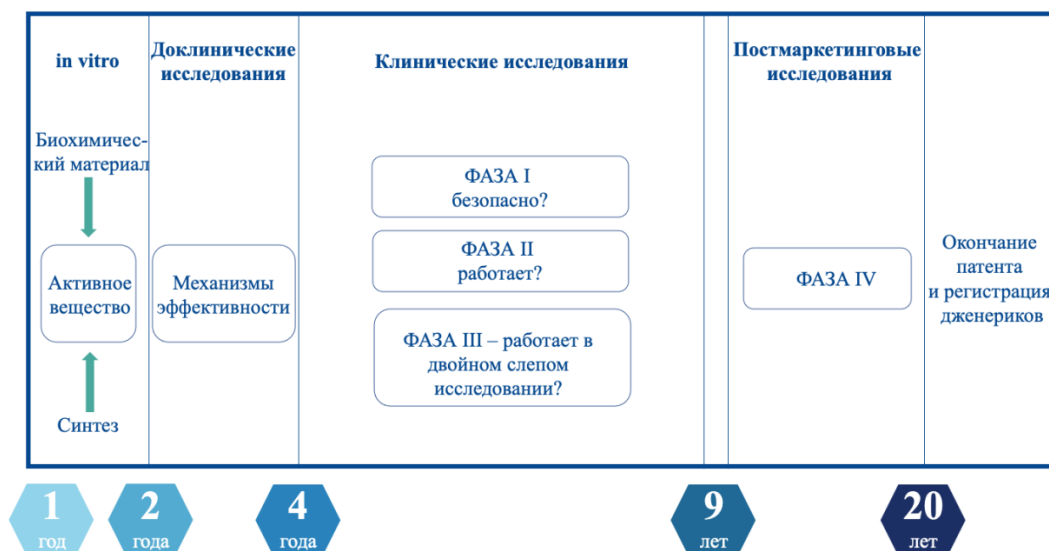 in vitro
Биохимичес-
кий материал
Активное
вещество
Синтез
Доклинические
исследования
Механизмы
эффективности
Клинические исследования
ФАЗА I
безопасно?
ФАЗА II
работает?
ФАЗА III – работает в
двойном слепом
исследовании?
Постмаркетинговые
исследования
ФАЗА IV
Окончание
патента
и регистрация
дженериков
1
год
2
года
4
года
9
лет
20
лет